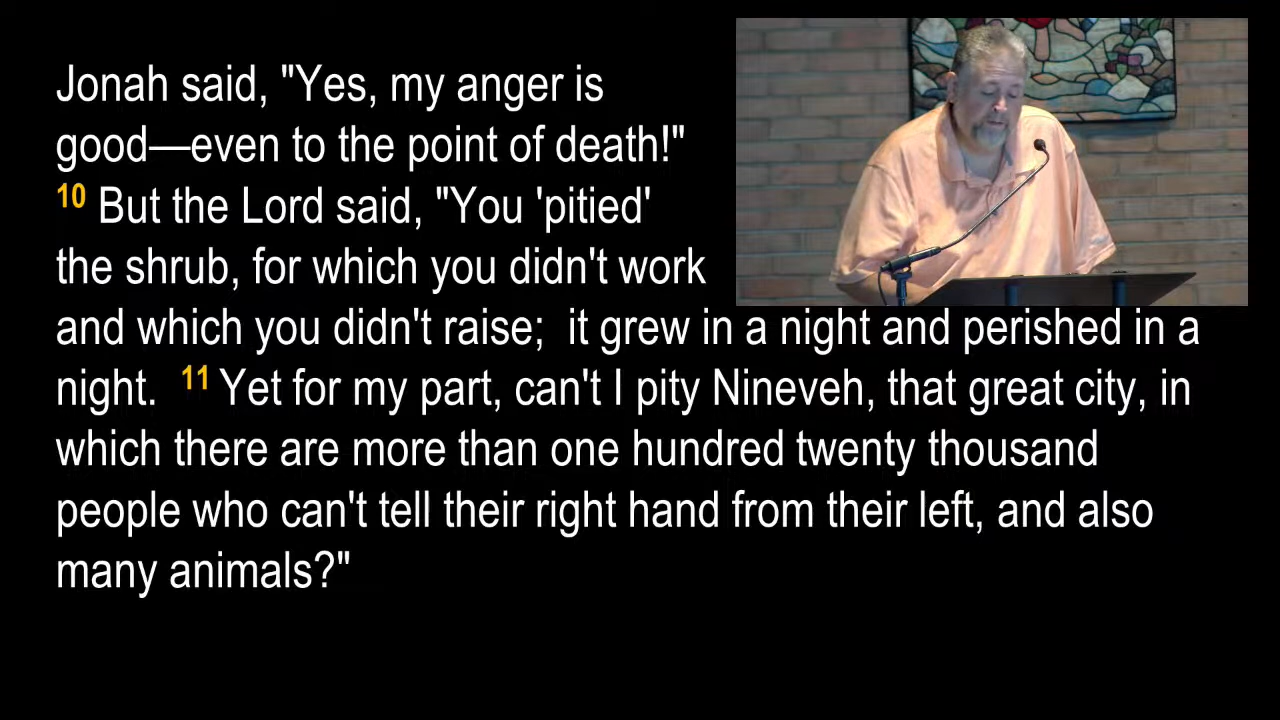 Jonah said, "Yes, my anger is
good—even to the point of death!"
10 But the Lord said, "You 'pitied'
the shrub, for which you didn't work
and which you didn't raise;  it grew in a night and perished in a
night.  11 Yet for my part, can't I pity Nineveh, that great city, in
which there are more than one hundred twenty thousand
people who can't tell their right hand from their left, and also
many animals?"